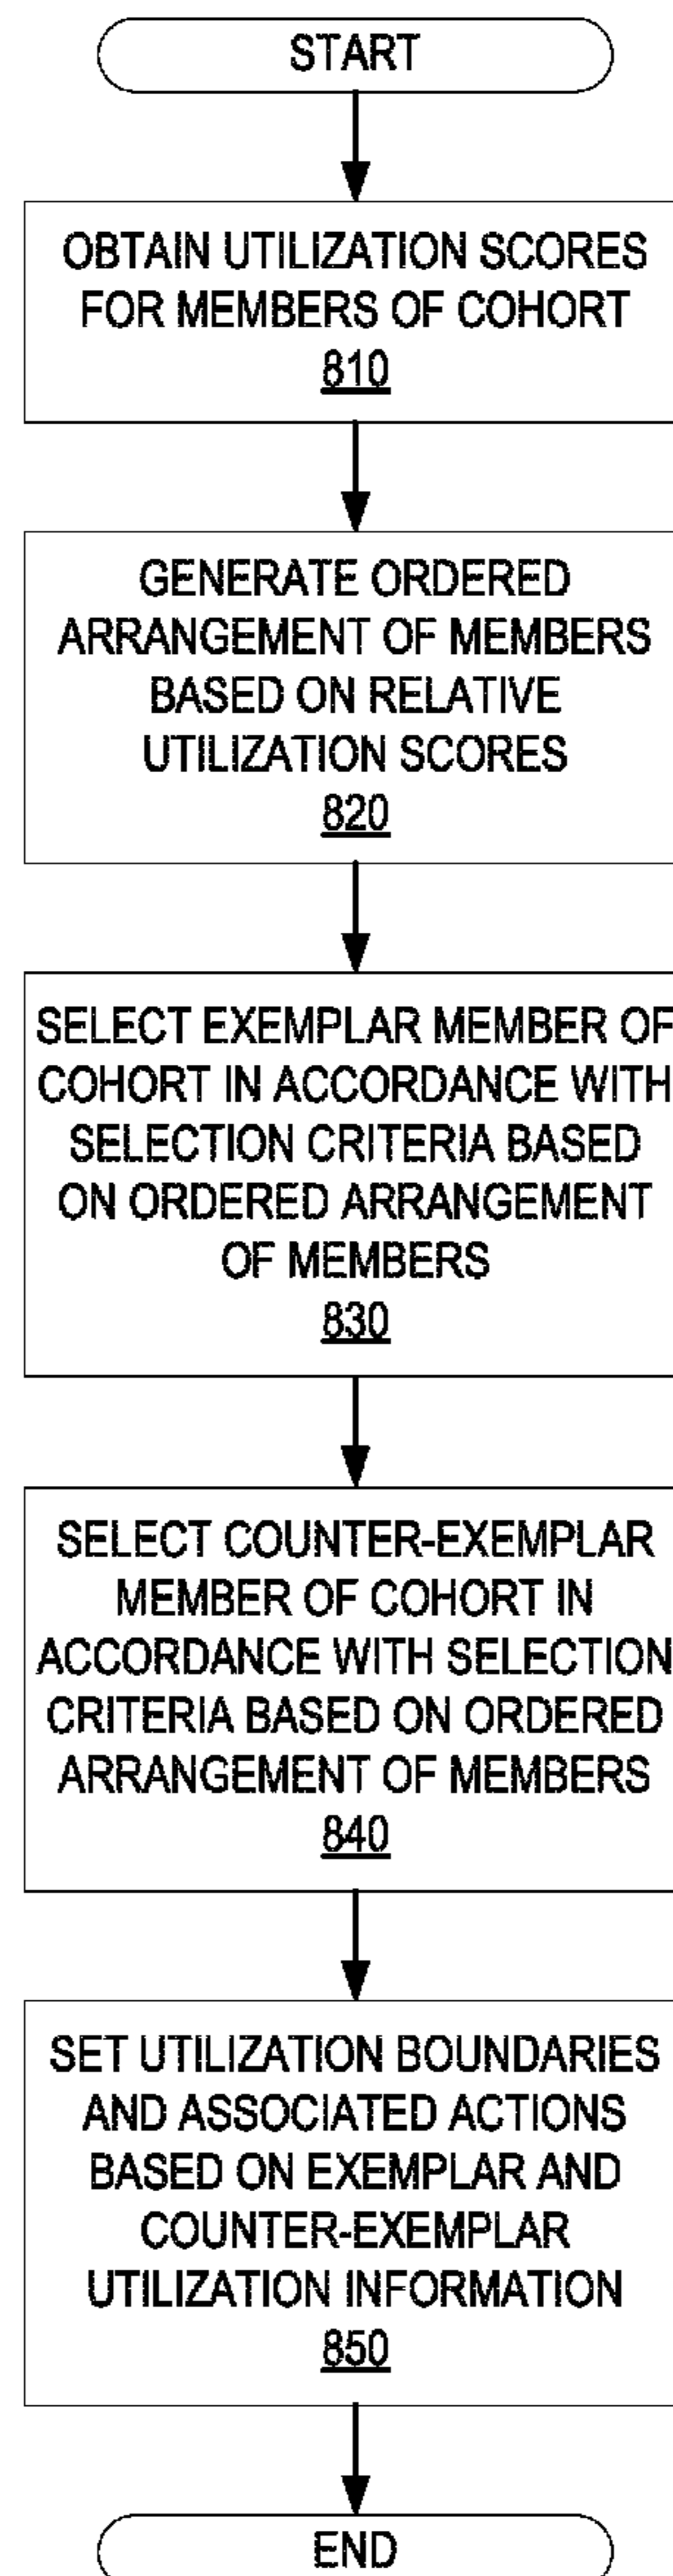 START
OBTAIN UTILIZATION SCORES
FOR MEMBERS OF COHORT
810
GENERATE ORDERED
ARRANGEMENT OF MEMBERS
BASED ON RELATIVE
UTILIZATION SCORES
820
SELECT EXEMPLAR MEMBER OF
COHORT IN ACCORDANCE WITH
SELECTION CRITERIA BASED
ON ORDERED ARRANGEMENT
OF MEMBERS
830
SELECT COUNTER-EXEMPLAR
MEMBER OF COHORT IN
ACCORDANCE WITH SELECTION
CRITERIA BASED ON ORDERED
ARRANGEMENT OF MEMBERS
840
SET UTILIZATION BOUNDARIES
AND ASSOCIATED ACTIONS
BASED ON EXEMPLAR AND
COUNTER-EXEMPLAR
UTILIZATION INFORMATION
850
END